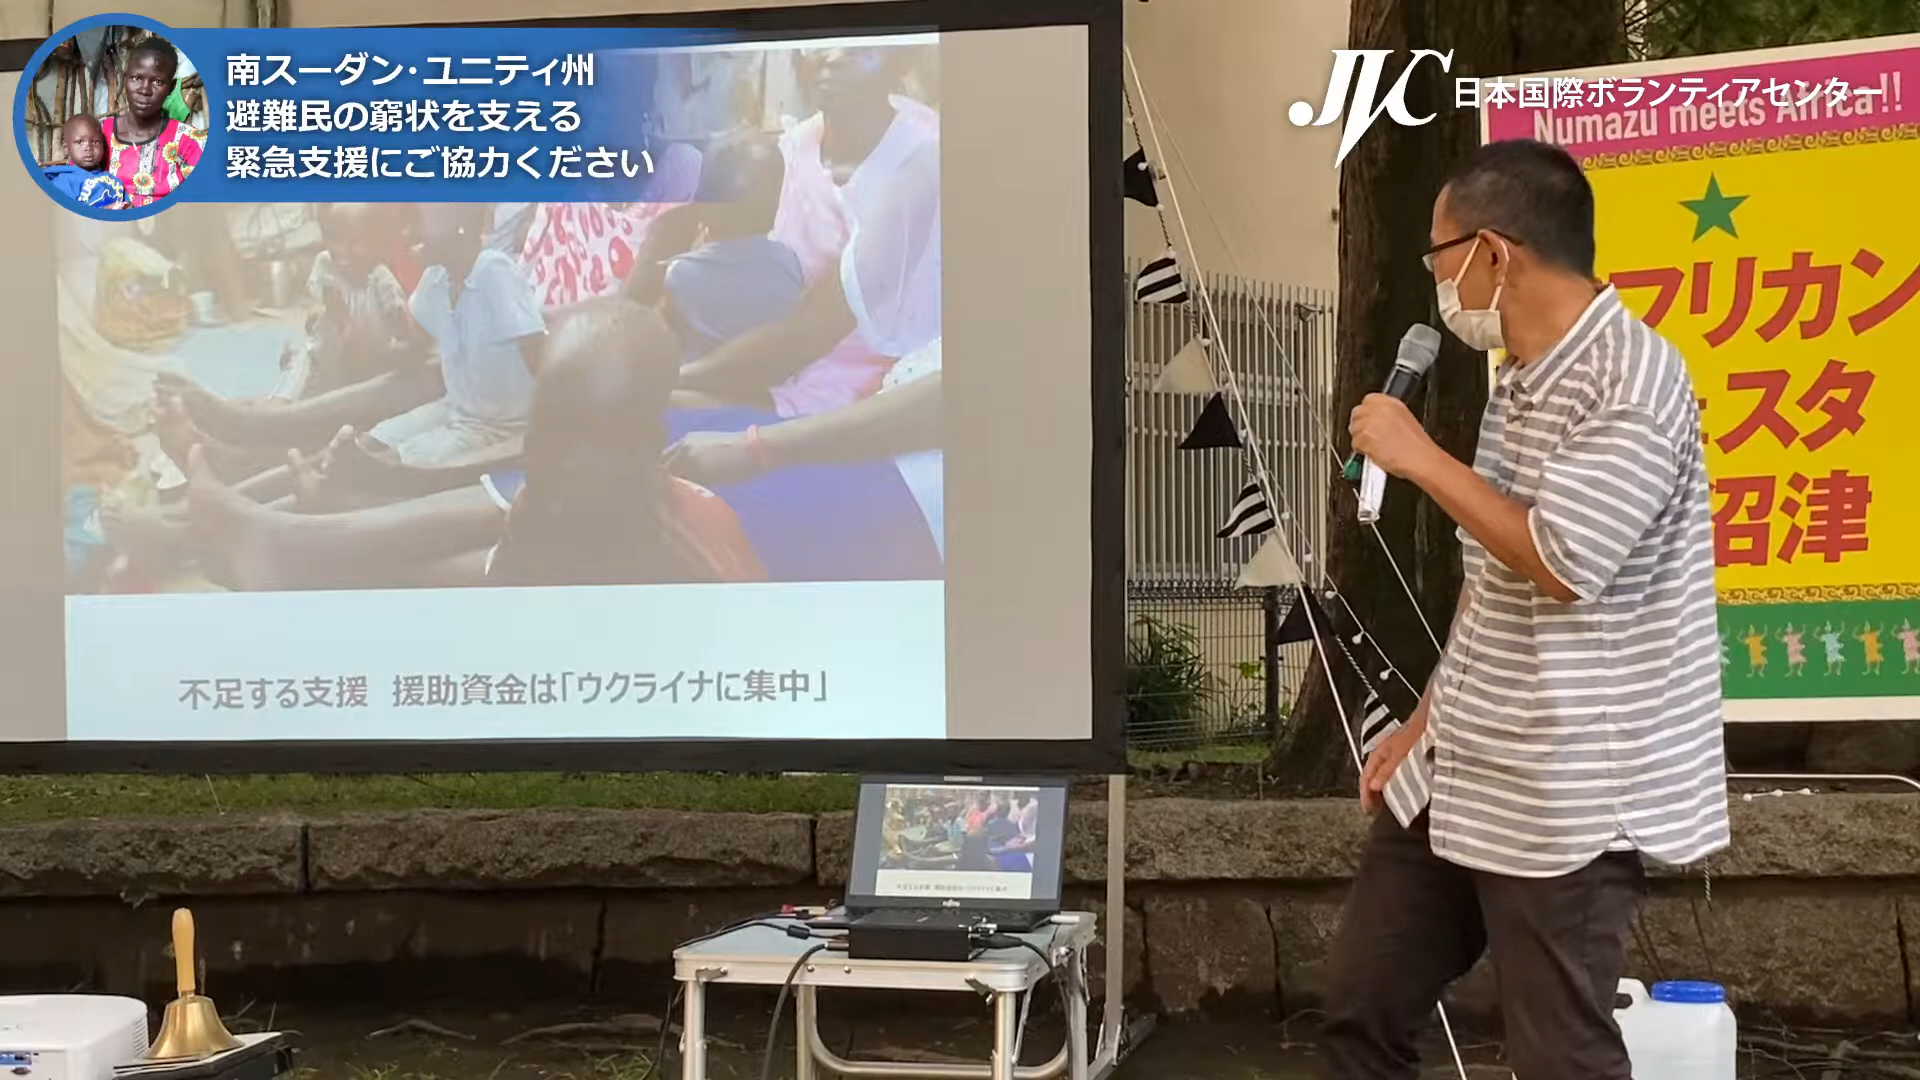 南スーダン・ユニティ州
避難民の窮状を支える
緊急支援にご協力ください
JVC 日本国際ボランティアセンター
Numazu meets Africa!!
フリカン
ェスタ
沼津
不足する支援 援助資金は「ウクライナに集中」
FUJITSU